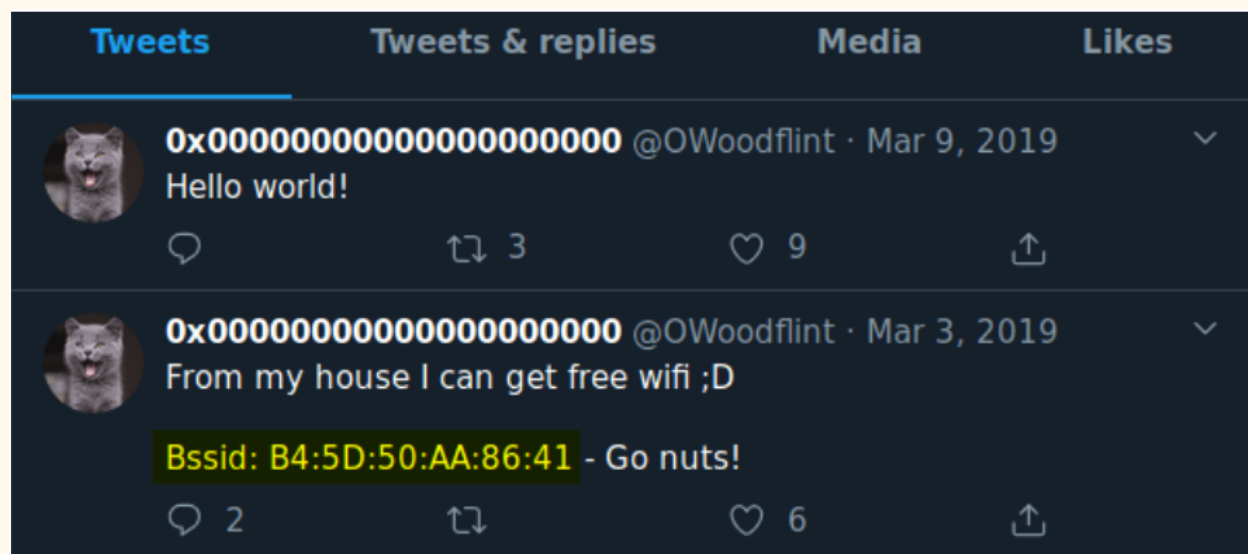 Tweets Tweets & replies Media Likes
0x00000000000000000000 @OWoodflint · Mar 9, 2019
Hello world!
3 9
0x00000000000000000000 @OWoodflint · Mar 3, 2019
From my house I can get free wifi ;D
Bssid: B4:5D:50:AA:86:41 - Go nuts!
2 6